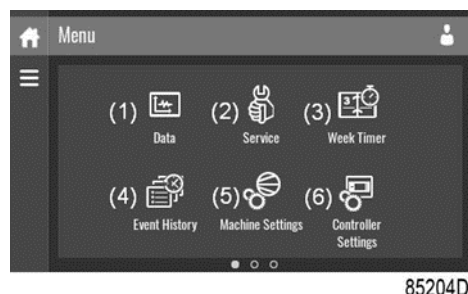 Menu
(1) (2) (3)
Data Service Week Timer
(4) (5) (6)
Event History Machine Settings Controller
Settings
85204D